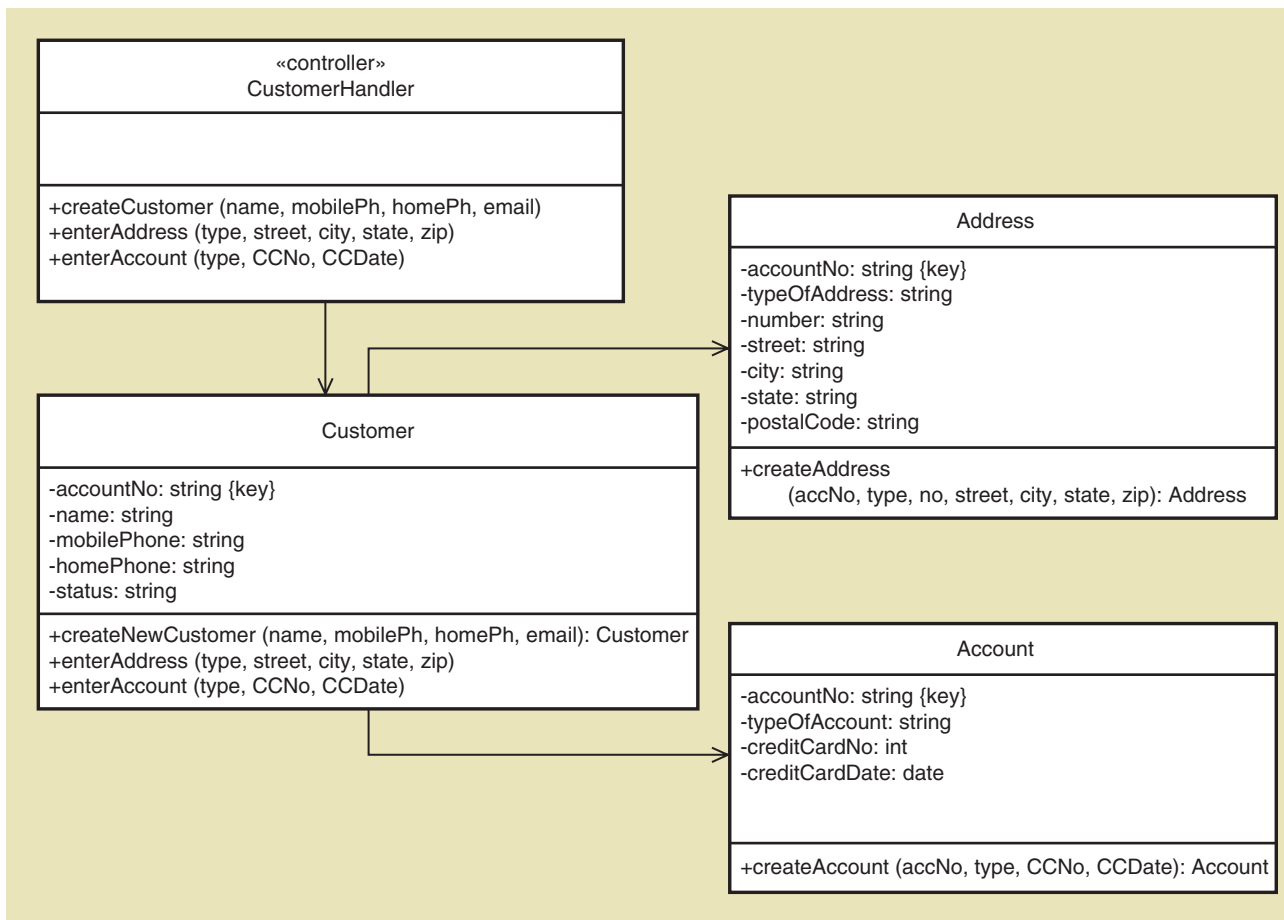 «controller»
CustomerHandler
+createCustomer (name, mobilePh, homePh, email)
+enterAddress (type, street, city, state, zip)
+enterAccount (type, CCNo, CCDate)
Customer
-accountNo: string {key}
-name: string
-mobilePhone: string
-homePhone: string
-status: string
+createNewCustomer (name, mobilePh, homePh, email): Customer
+enterAddress (type, street, city, state, zip)
+enterAccount (type, CCNo, CCDate)
Address
-accountNo: string {key}
-typeOfAddress: string
-number: string
-street: string
-city: string
-state: string
-postalCode: string
+createAddress
(accNo, type, no, street, city, state, zip): Address
Account
-accountNo: string {key}
-typeOfAccount: string
-creditCardNo: int
-creditCardDate: date
+createAccount (accNo, type, CCNo, CCDate): Account